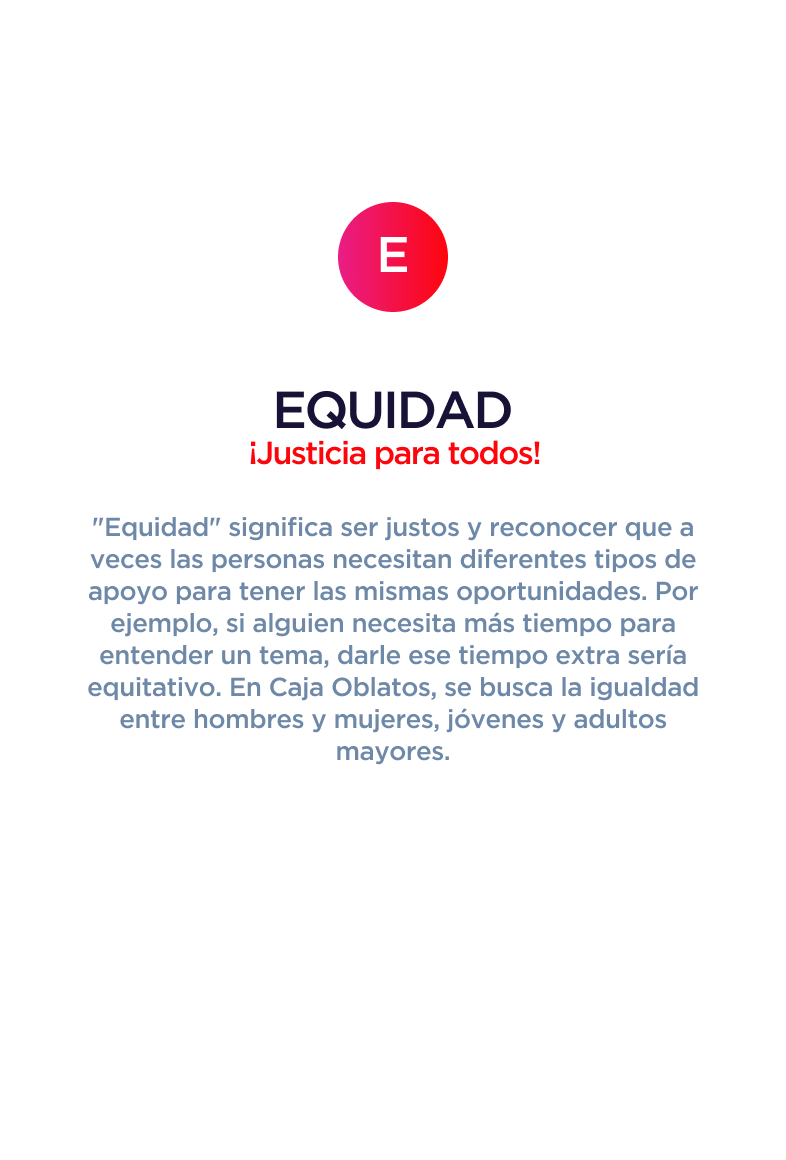 E
EQUIDAD
¡Justicia para todos!
"Equidad" significa ser justos y reconocer que a
veces las personas necesitan diferentes tipos de
apoyo para tener las mismas oportunidades. Por
ejemplo, si alguien necesita más tiempo para
entender un tema, darle ese tiempo extra sería
equitativo. En Caja Oblatos, se busca la igualdad
entre hombres y mujeres, jóvenes y adultos
mayores.